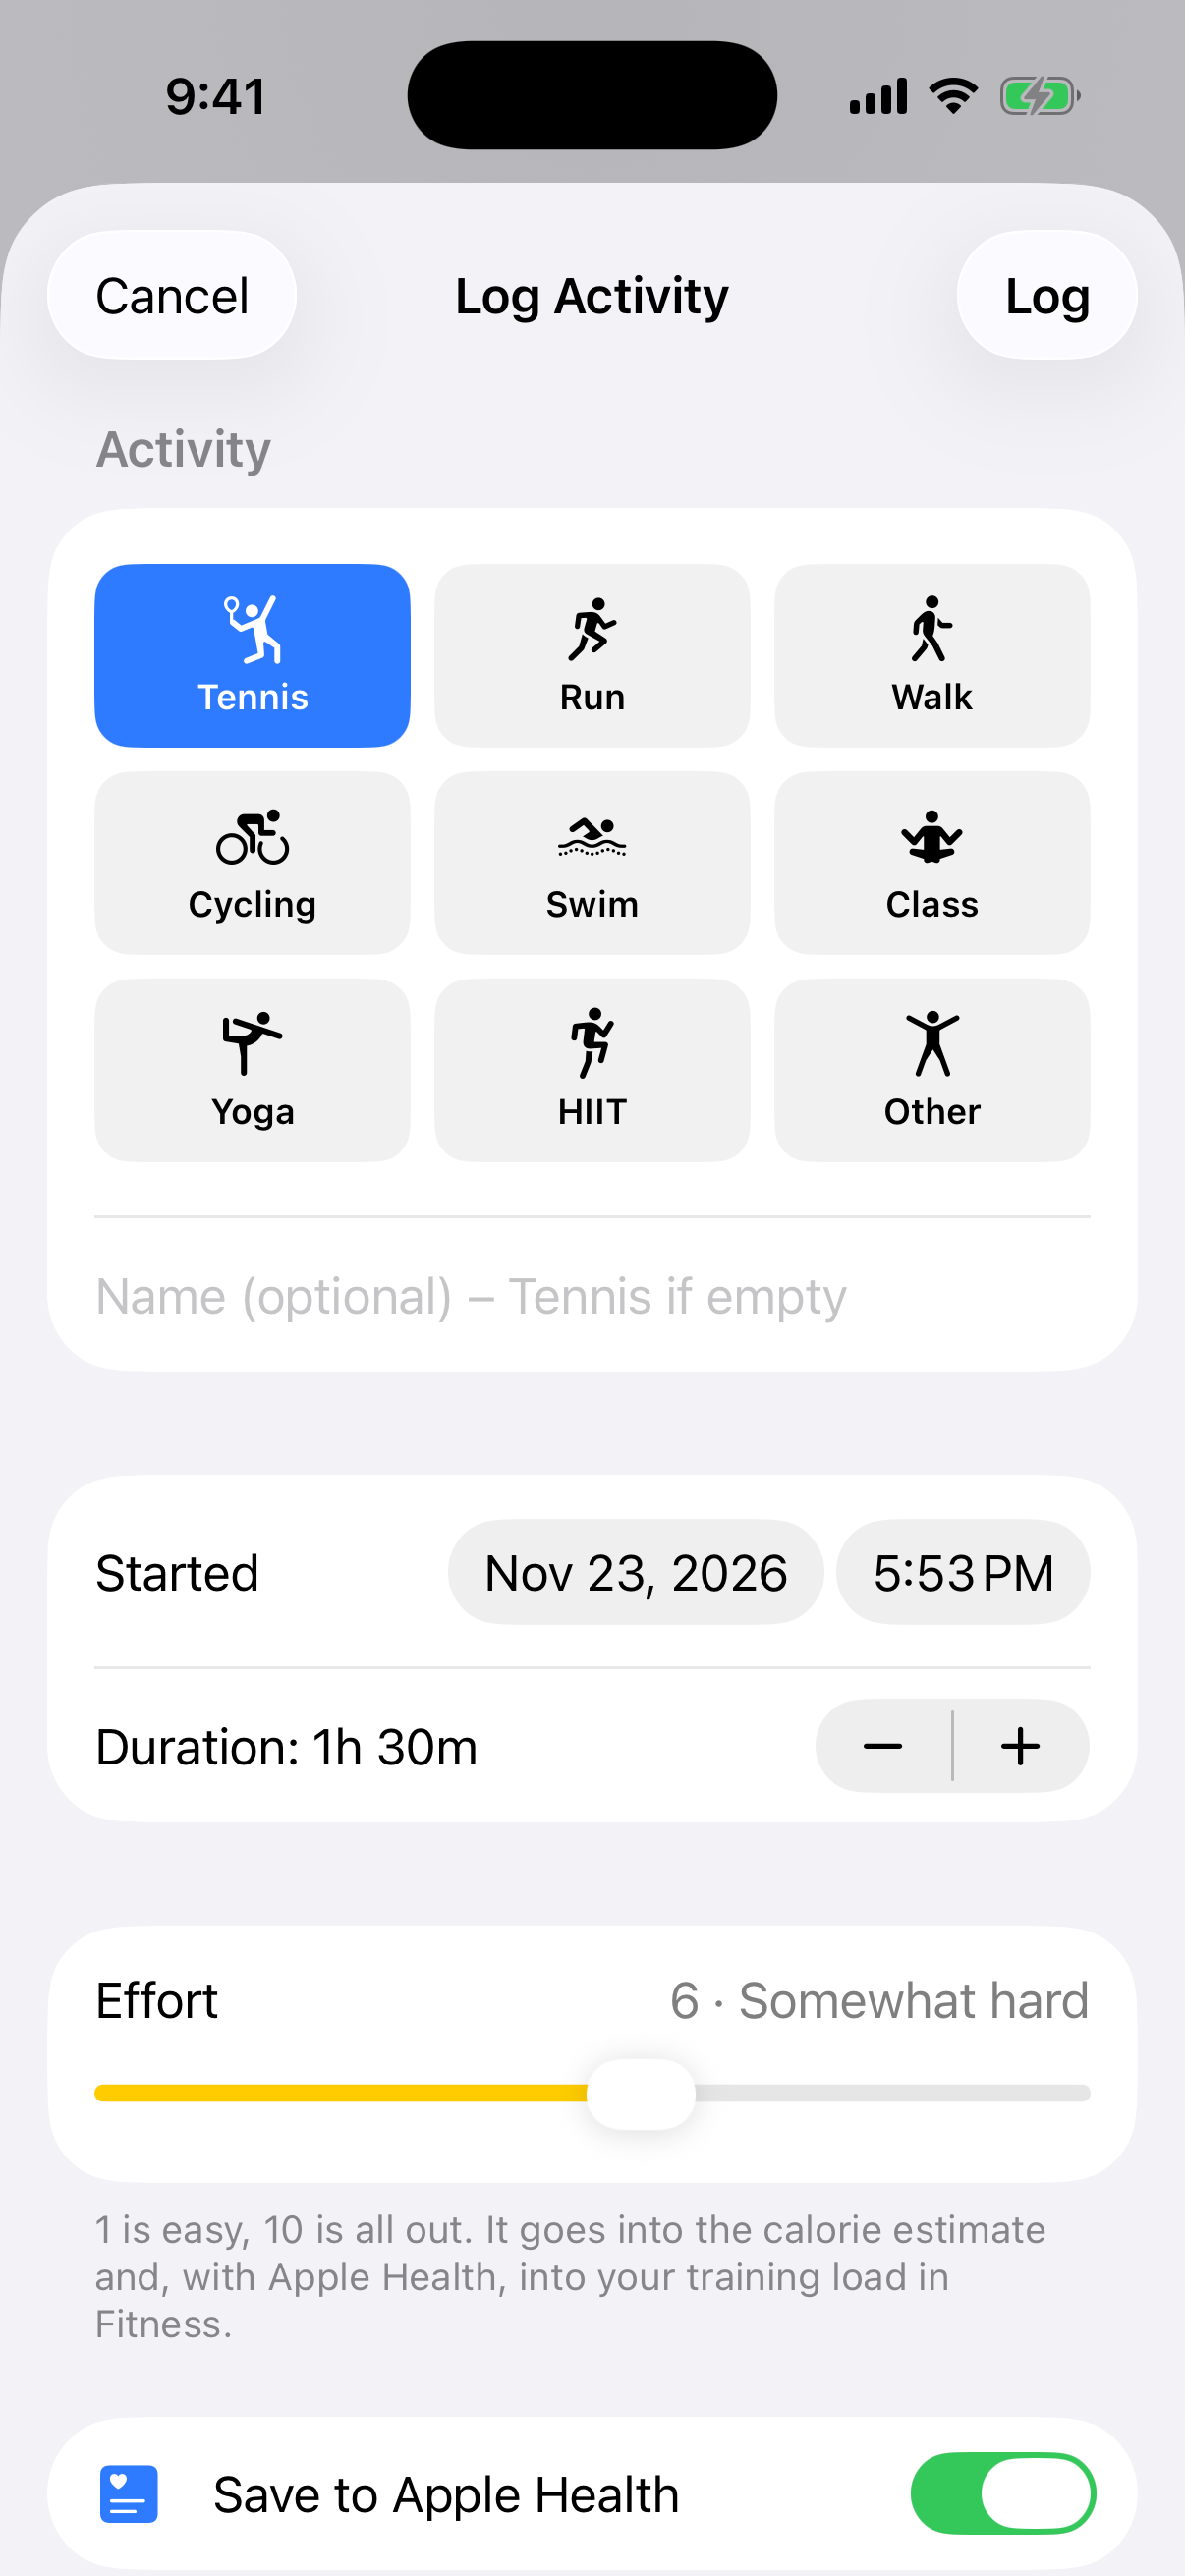 9:41
Cancel
Log Activity
Log
Activity
Tennis
Run
Walk
Cycling
Swim
Class
Yoga
HIIT
Other
Name (optional) – Tennis if empty
Started
Nov 23, 2026
5:53 PM
Duration: 1h 30m
Effort
6 · Somewhat hard
1 is easy, 10 is all out. It goes into the calorie estimate
and, with Apple Health, into your training load in
Fitness.
Save to Apple Health